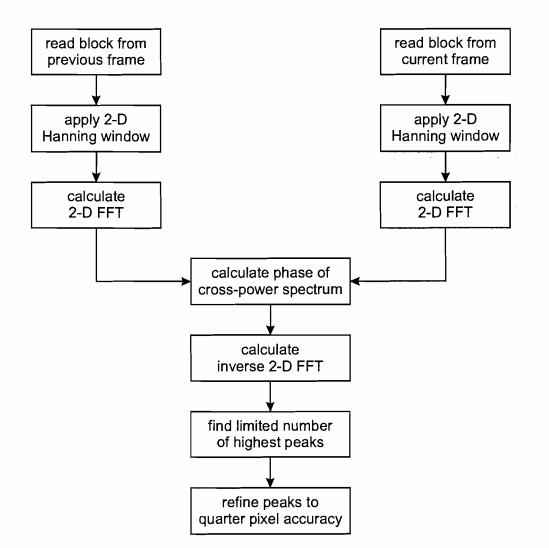 read block from
previous frame
read block from
current frame
apply 2-D
Hanning window
apply 2-D
Hanning window
calculate
2-D FFT
calculate
2-D FFT
calculate phase of
cross-power spectrum
calculate
inverse 2-D FFT
find limited number
of highest peaks
refine peaks to
quarter pixel accuracy